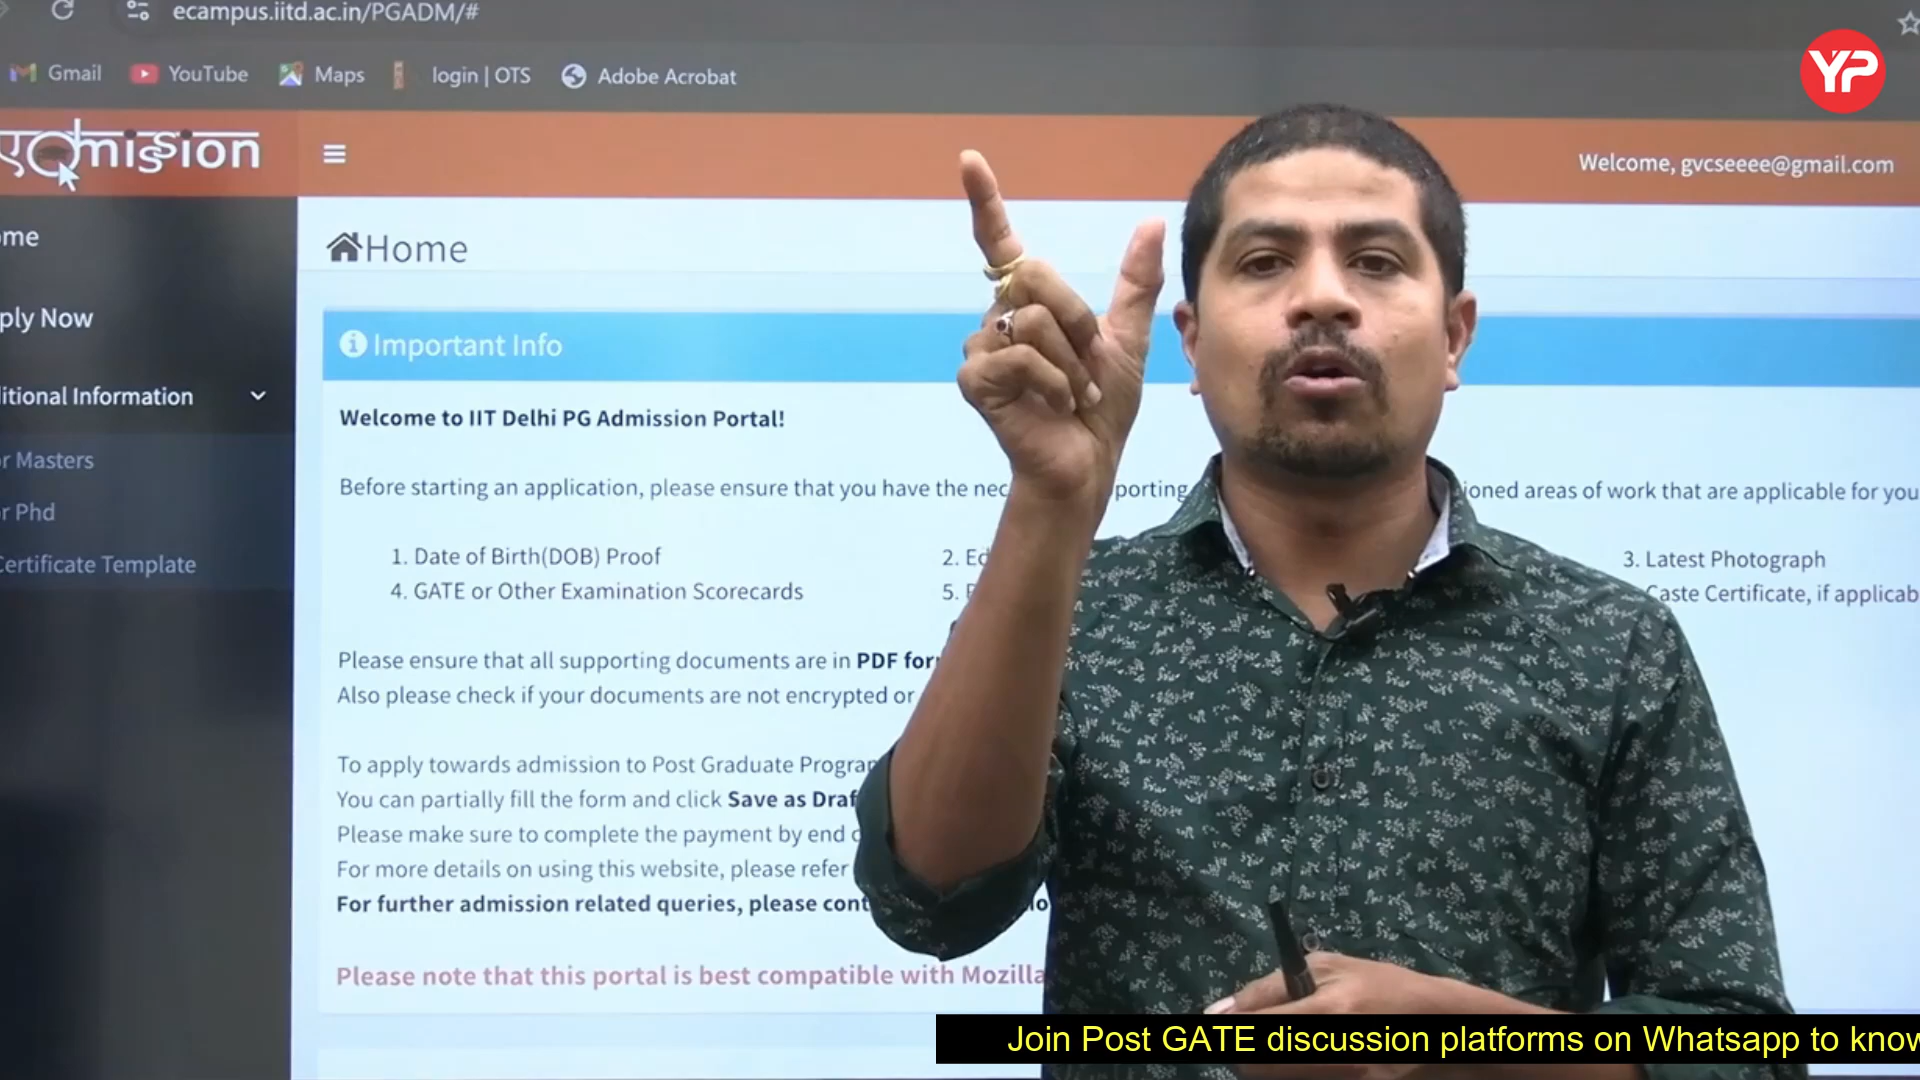 ecampus.iitd.ac.in/PGADM/#
Gmail YouTube Maps login | OTS Adobe Acrobat
YP
एdmission
Welcome, gvcseeee@gmail.com
Home
Important Info
Welcome to IIT Delhi PG Admission Portal!
ply Now
itional Information
Masters
Phd
Certificate Template
Before starting an application, please ensure that you have the
areas of work that are applicable for you
1. Date of Birth(DOB) Proof 2. 3. Latest Photograph
4. GATE or Other Examination Scorecards 5. Caste Certificate, if applicab
Please ensure that all supporting documents are in PDF
Also please check if your documents are not encrypted or
To apply towards admission to Post Graduate
You can partially fill the form and click Save as
Please make sure to complete the payment by end
For more details on using this website, please refer
For further admission related queries, please
Please note that this portal is best compatible with Mozilla
Join Post GATE discussion platforms on Whatsapp to know